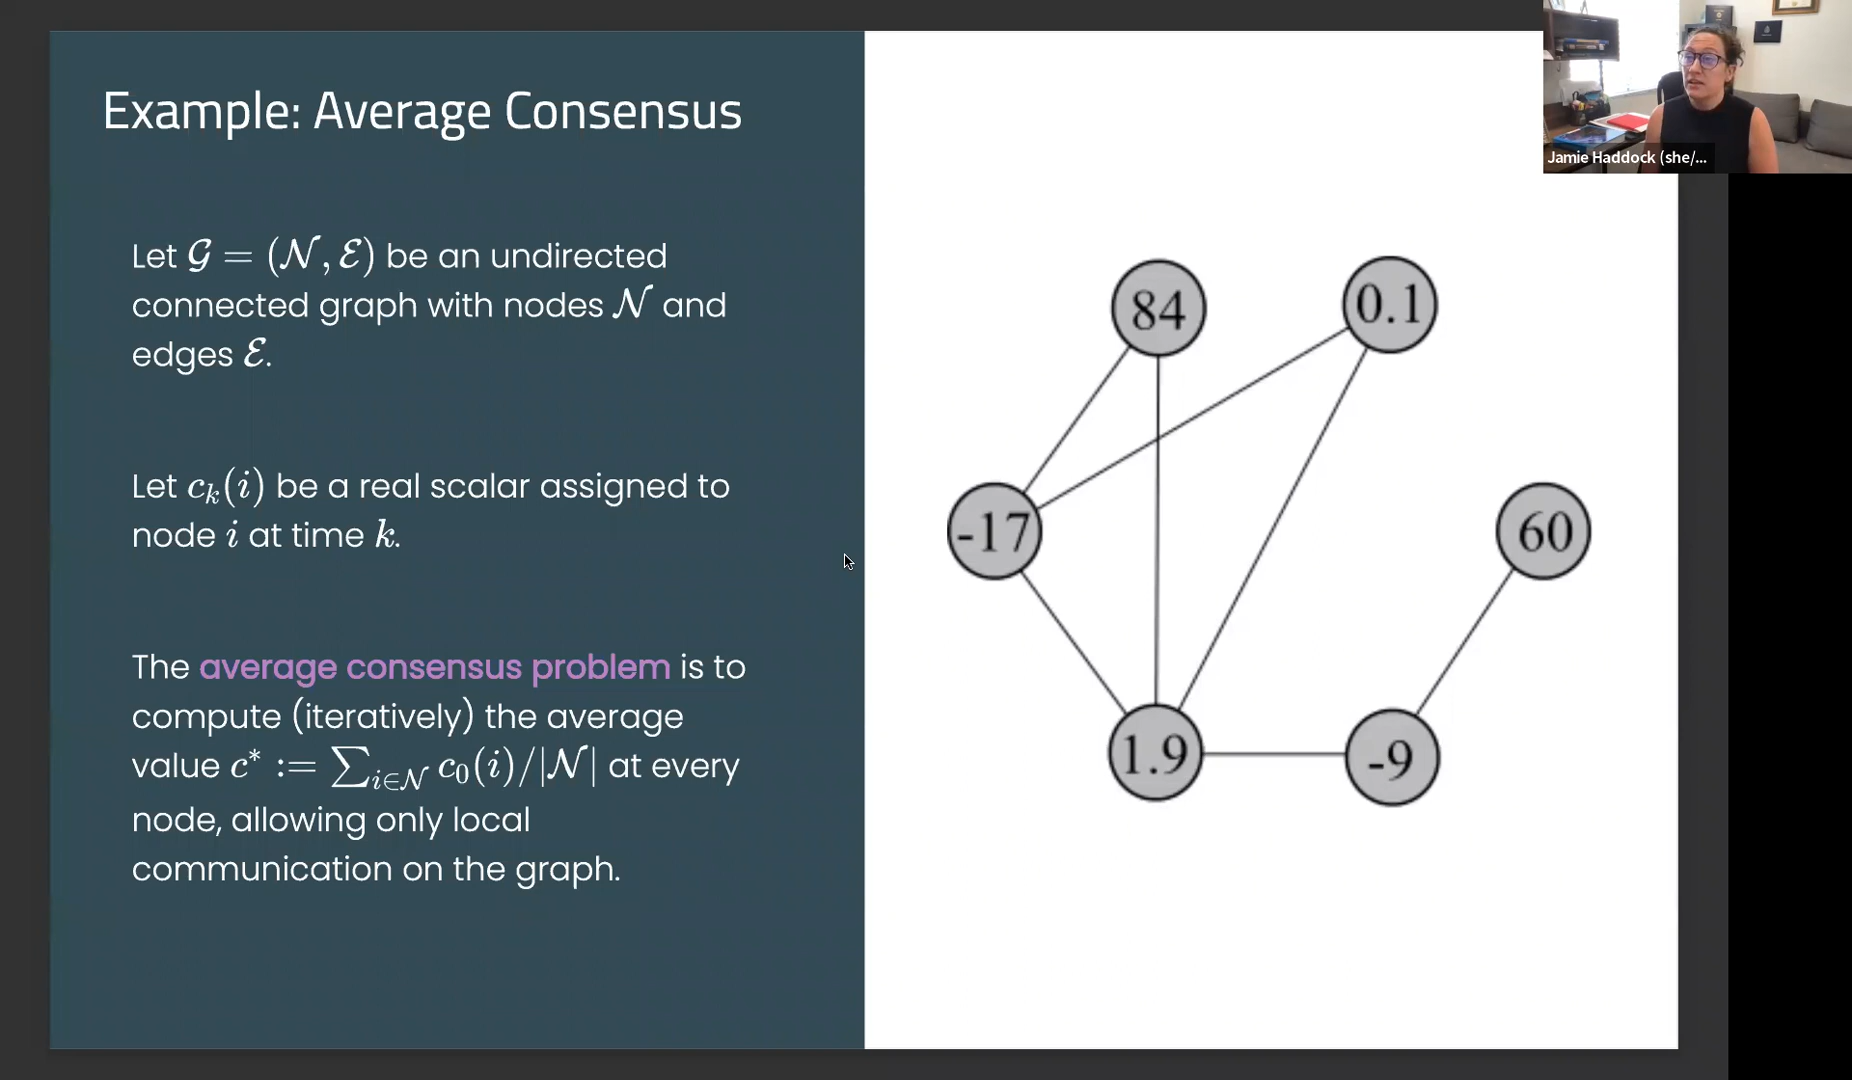 Example: Average Consensus
Let 𝒢 = (𝒩, ℰ) be an undirected
connected graph with nodes 𝒩 and
edges ℰ.
Let cₖ(i) be a real scalar assigned to
node i at time k.
The average consensus problem is to
compute (iteratively) the average
value c* := ∑_{i∈𝒩} c₀(i)/|𝒩| at every
node, allowing only local
communication on the graph.
84
0.1
-17
60
1.9
-9
Jamie Haddock (she/...